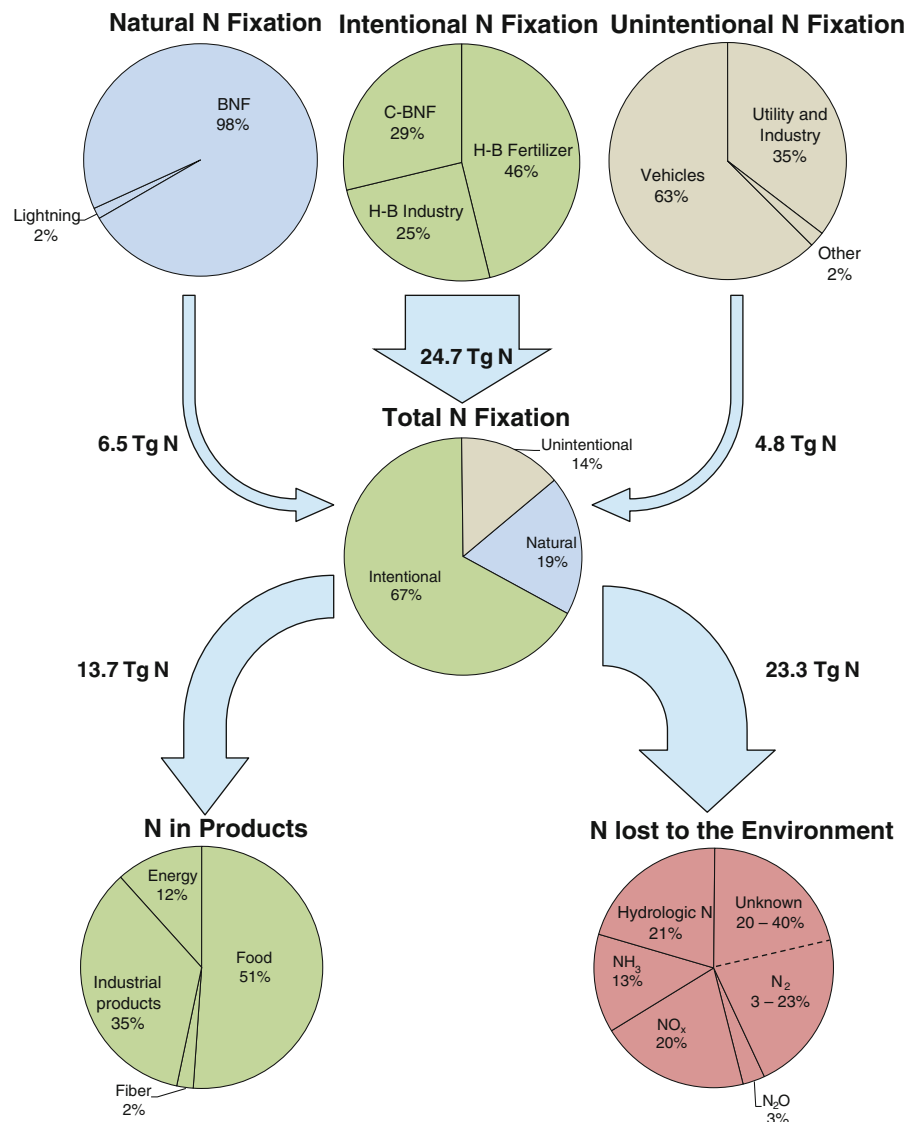 Natural N Fixation
Intentional N Fixation
Unintentional N Fixation
BNF
98%
Lightning
2%
C-BNF
29%
H-B Fertilizer
46%
H-B Industry
25%
Utility and
Industry
35%
Vehicles
63%
Other
2%
24.7 Tg N
6.5 Tg N
4.8 Tg N
Total N Fixation
Unintentional
14%
Natural
19%
Intentional
67%
13.7 Tg N
23.3 Tg N
N in Products
Energy
12%
Food
51%
Industrial
products
35%
Fiber
2%
N lost to the Environment
Hydrologic N
21%
Unknown
20 – 40%
NH₃
13%
N₂
3 – 23%
NOₓ
20%
N₂O
3%